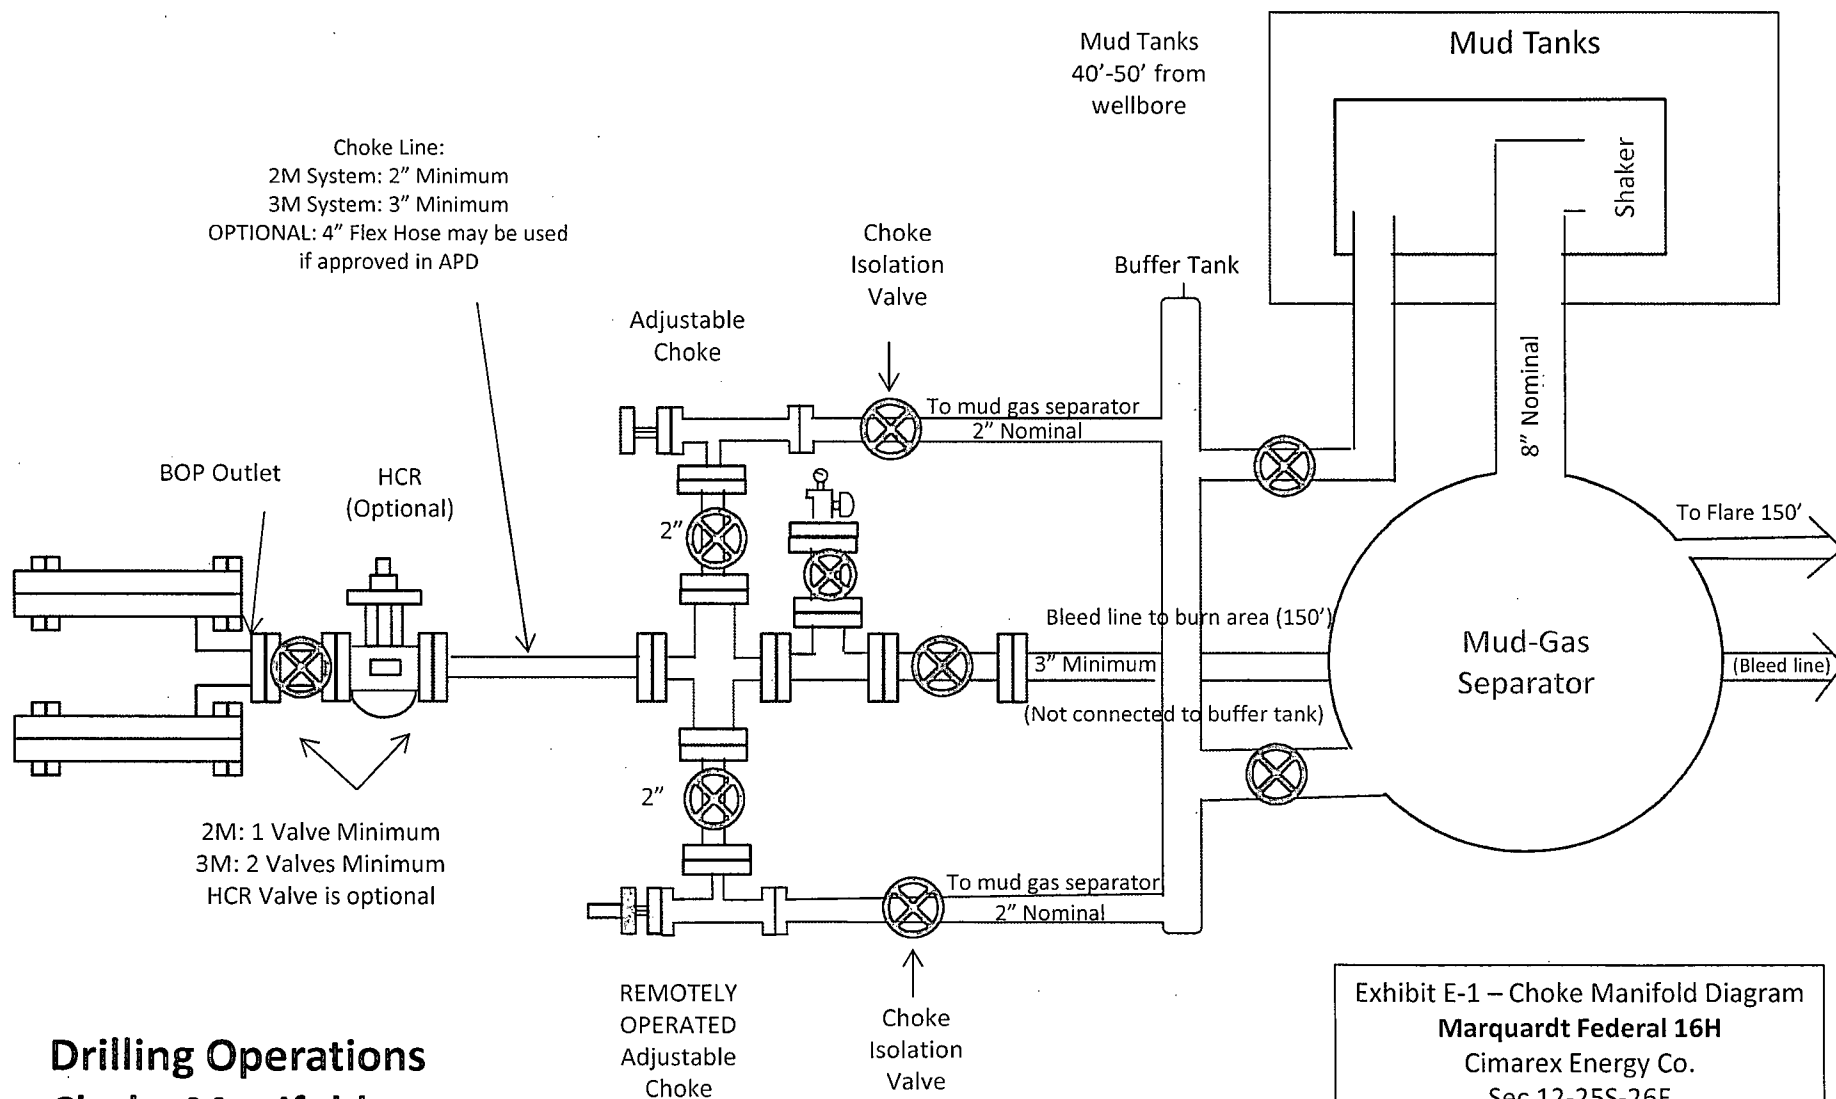 Mud Tanks
40’-50’ from
wellbore
Mud Tanks
Shaker
Choke Line:
2M System: 2” Minimum
3M System: 3” Minimum
OPTIONAL: 4” Flex Hose may be used
if approved in APD
Choke
Isolation
Valve
Buffer Tank
Adjustable
Choke
8” Nominal
To mud gas separator
2” Nominal
BOP Outlet
HCR
(Optional)
2”
To Flare 150’
Bleed line to burn area (150’)
3” Minimum
(Not connected to buffer tank)
Mud-Gas
Separator
(Bleed line)
2”
2M: 1 Valve Minimum
3M: 2 Valves Minimum
HCR Valve is optional
To mud gas separator
2” Nominal
REMOTELY
OPERATED
Adjustable
Choke
Choke
Isolation
Valve
Drilling Operations
Exhibit E-1 – Choke Manifold Diagram
Marquardt Federal 16H
Cimarex Energy Co.